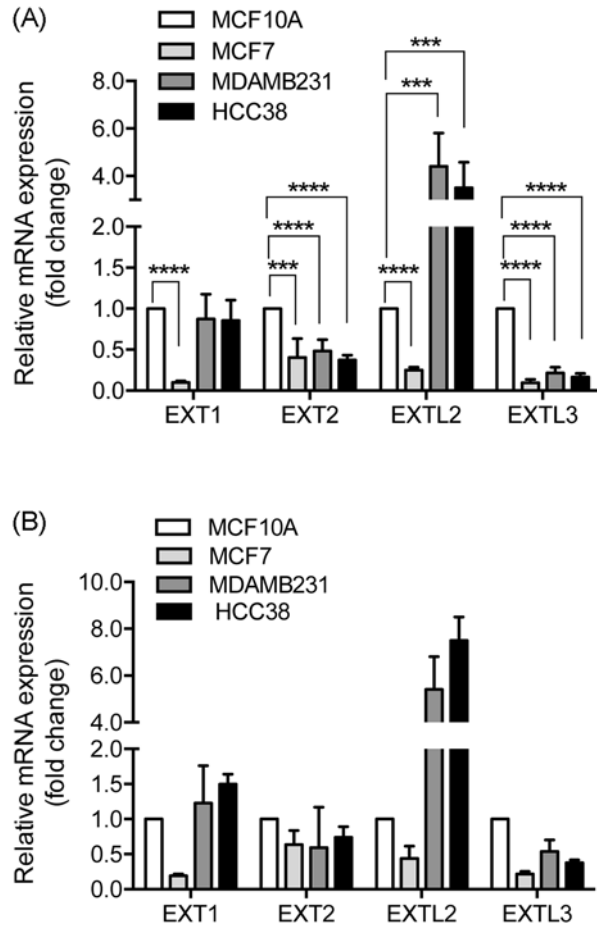 (A)
MCF10A
MCF7
MDAMB231
HCC38
Relative mRNA expression
(fold change)
8.0
6.0
4.0
2.0
1.5
1.0
0.5
0.0
****
***
****
****
****
***
***
****
****
****
EXT1 EXT2 EXTL2 EXTL3
(B)
MCF10A
MCF7
MDAMB231
HCC38
Relative mRNA expression
(fold change)
10.0
8.0
6.0
4.0
2.0
1.5
1.0
0.5
0.0
EXT1 EXT2 EXTL2 EXTL3